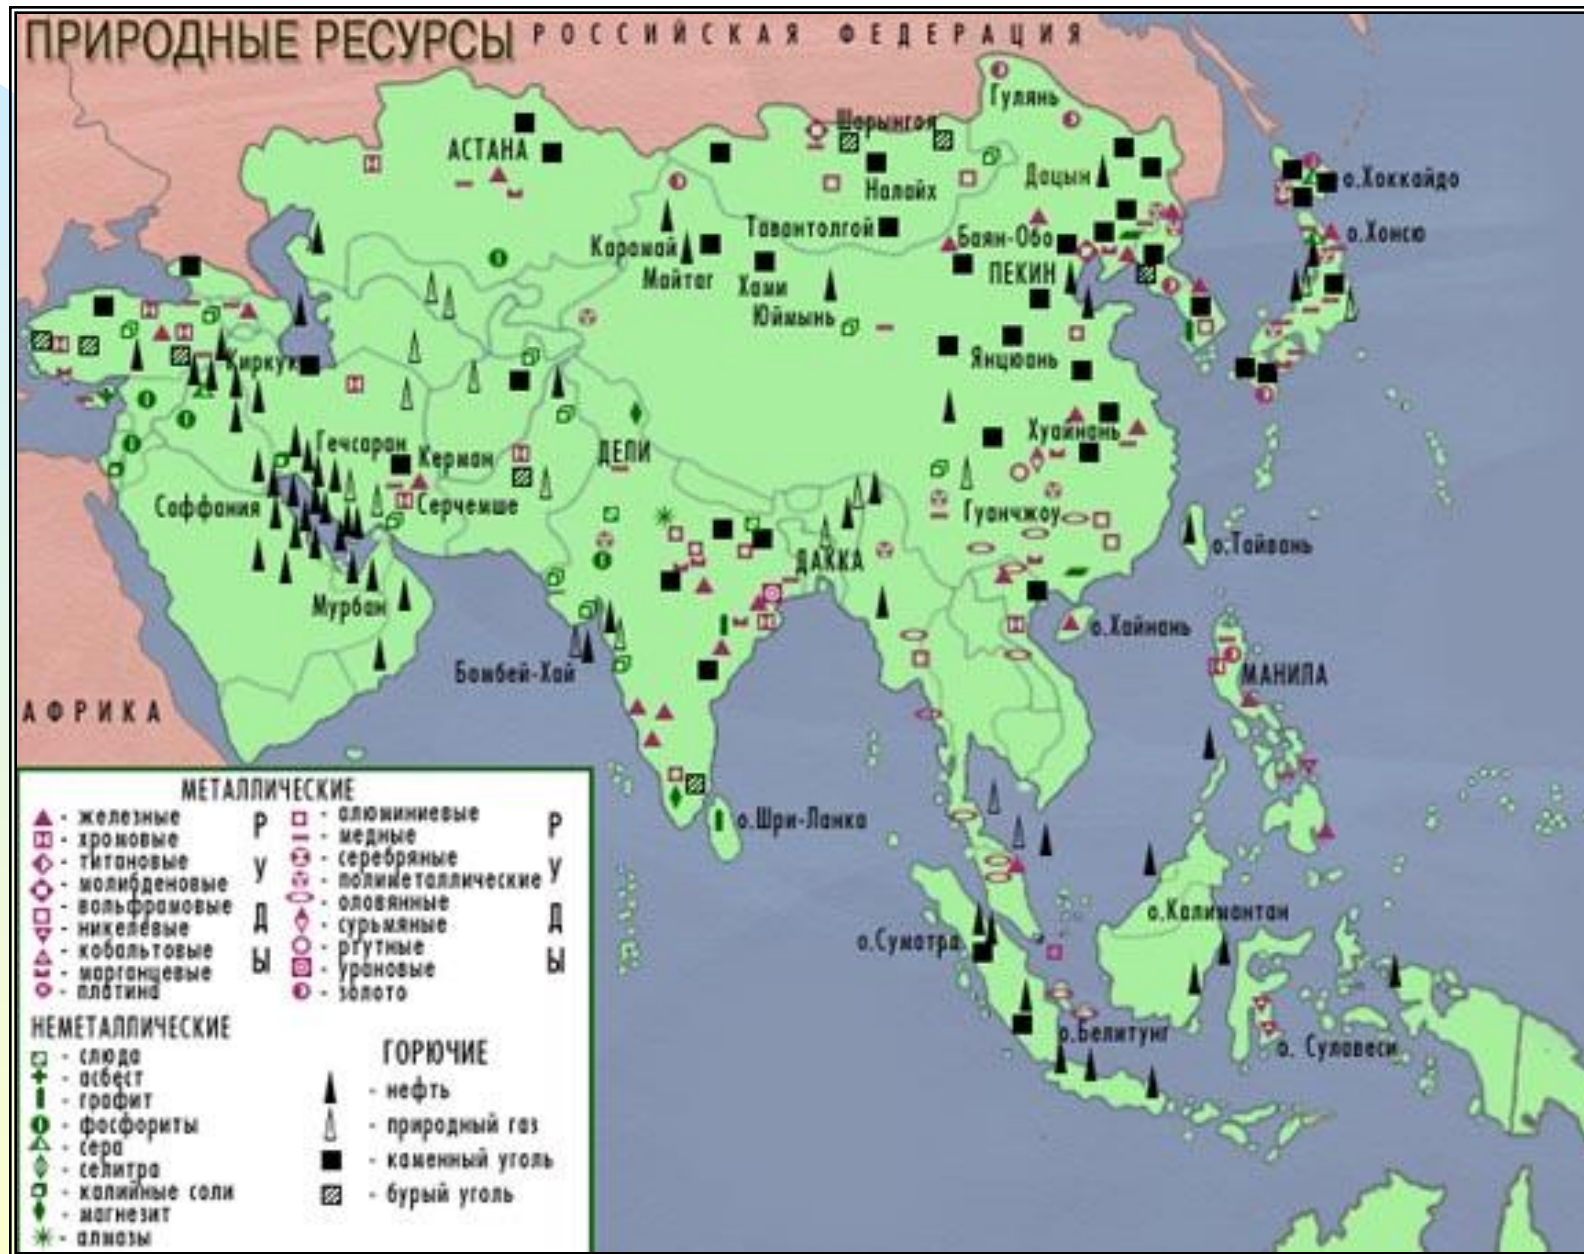 ПРИРОДНЫЕ РЕСУРСЫ
РОССИЙСКАЯ ФЕДЕРАЦИЯ
Гулянь
Шарынгол
АСТАНА
Налайх
Дацын
о.Хоккайдо
Карамай
Тавантолгой
Баян-Обо
о.Хонсю
Майтаг
Хами
ПЕКИН
Юймынь
Киркук
Янцюань
Гечсаран
Керман
ДЕЛИ
Хуайнань
Саффания
Серчемше
Гуанчжоу
о.Тайвань
ДАККА
Мурбан
о.Хайнань
Бомбей-Хай
МАНИЛА
АФРИКА
о.Шри-Ланка
о.Калимантан
о.Суматра
о.Белитунг
о. Сулавеси
МЕТАЛЛИЧЕСКИЕ
РУДЫ
- железные
- хромовые
- титановые
- молибденовые
- вольфрамовые
- никелевые
- кобальтовые
- марганцевые
- платина
РУДЫ
- алюминиевые
- медные
- серебряные
- полиметаллические
- оловянные
- сурьмяные
- ртутные
- урановые
- золото
НЕМЕТАЛЛИЧЕСКИЕ
- слюда
- асбест
- графит
- фосфориты
- сера
- селитра
- калийные соли
- магнезит
- алмазы
ГОРЮЧИЕ
- нефть
- природный газ
- каменный уголь
- бурый уголь